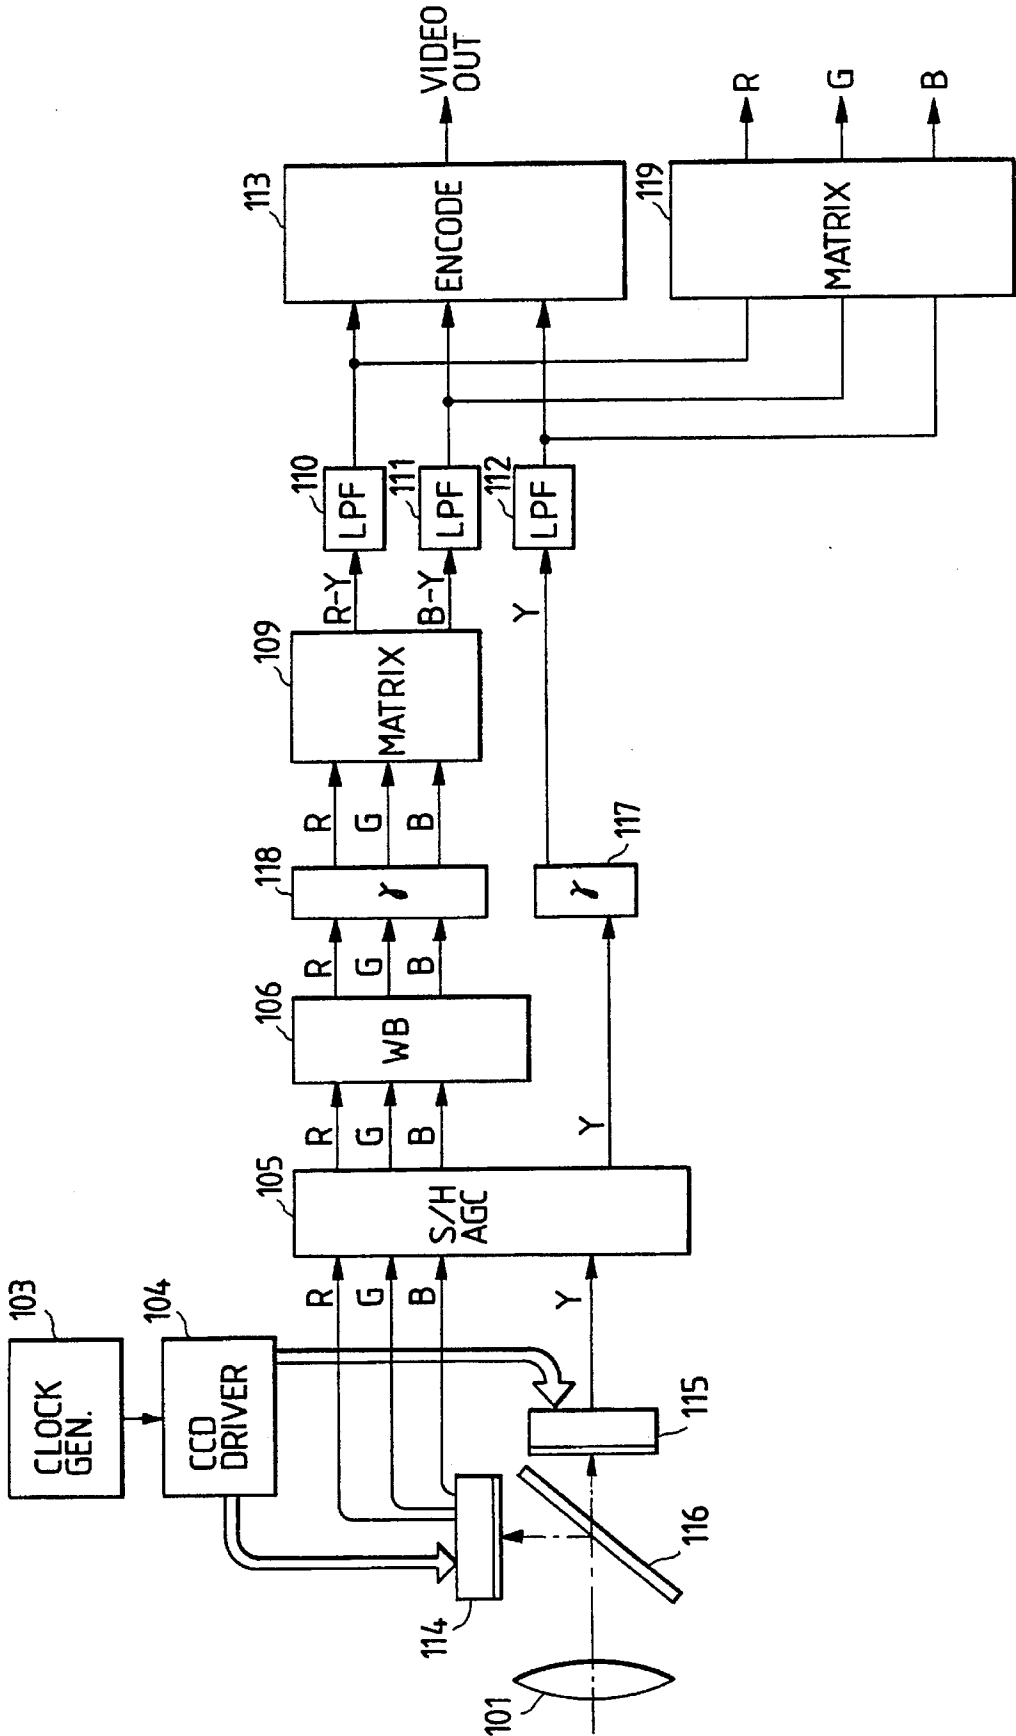 103
CLOCK
GEN.
104
CCD
DRIVER
101
114
115
116
R
G
B
Y
105
S/H
AGC
R
G
B
Y
106
WB
R
G
B
118
γ
117
γ
R
G
B
109
MATRIX
R-Y
B-Y
Y
110
LPF
111
LPF
112
LPF
113
ENCODE
VIDEO
OUT
119
MATRIX
R
G
B